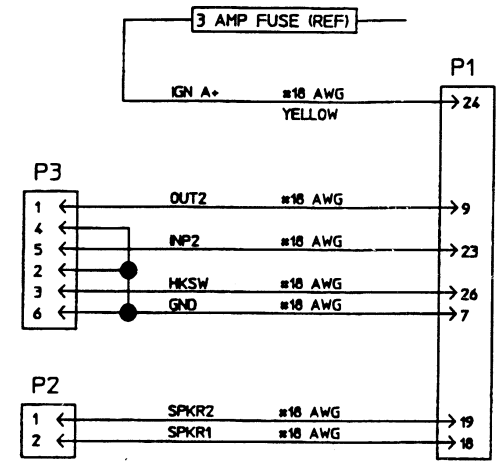 3 AMP FUSE (REF)
P1
IGN A+ #18 AWG 24
YELLOW
P3
1 OUT2 #18 AWG 9
4
5 INP2 #18 AWG 23
2
3 HKSW #18 AWG 26
6 GND #18 AWG 7
P2
1 SPKR2 #18 AWG 19
2 SPKR1 #18 AWG 18